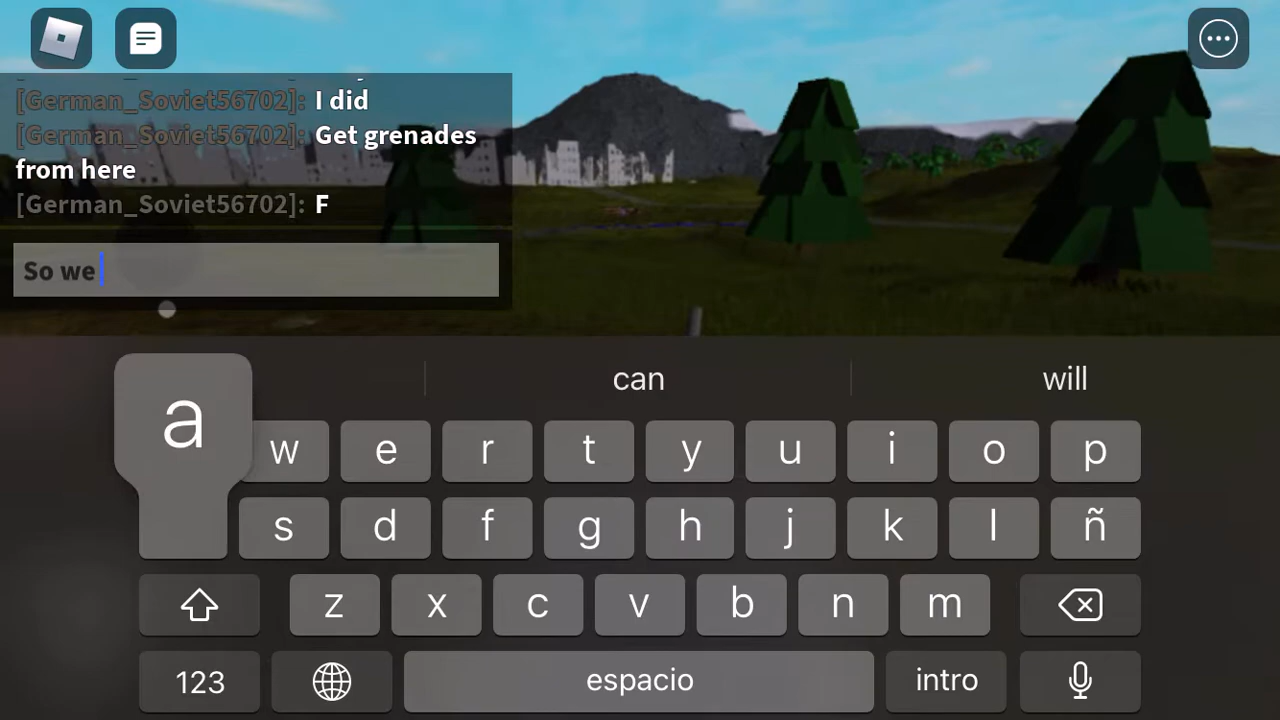 [German_Soviet56702]: I did
[German_Soviet56702]: Get grenades
from here
[German_Soviet56702]: F
So we
can will
a
w e r t y u i o p
s d f g h j k l ñ
z x c v b n m
123 espacio intro